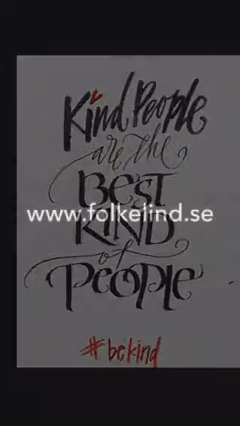 Kind People
are the
BEST
www.folkelind.se
KIND
of
PEOPLE
#bekind